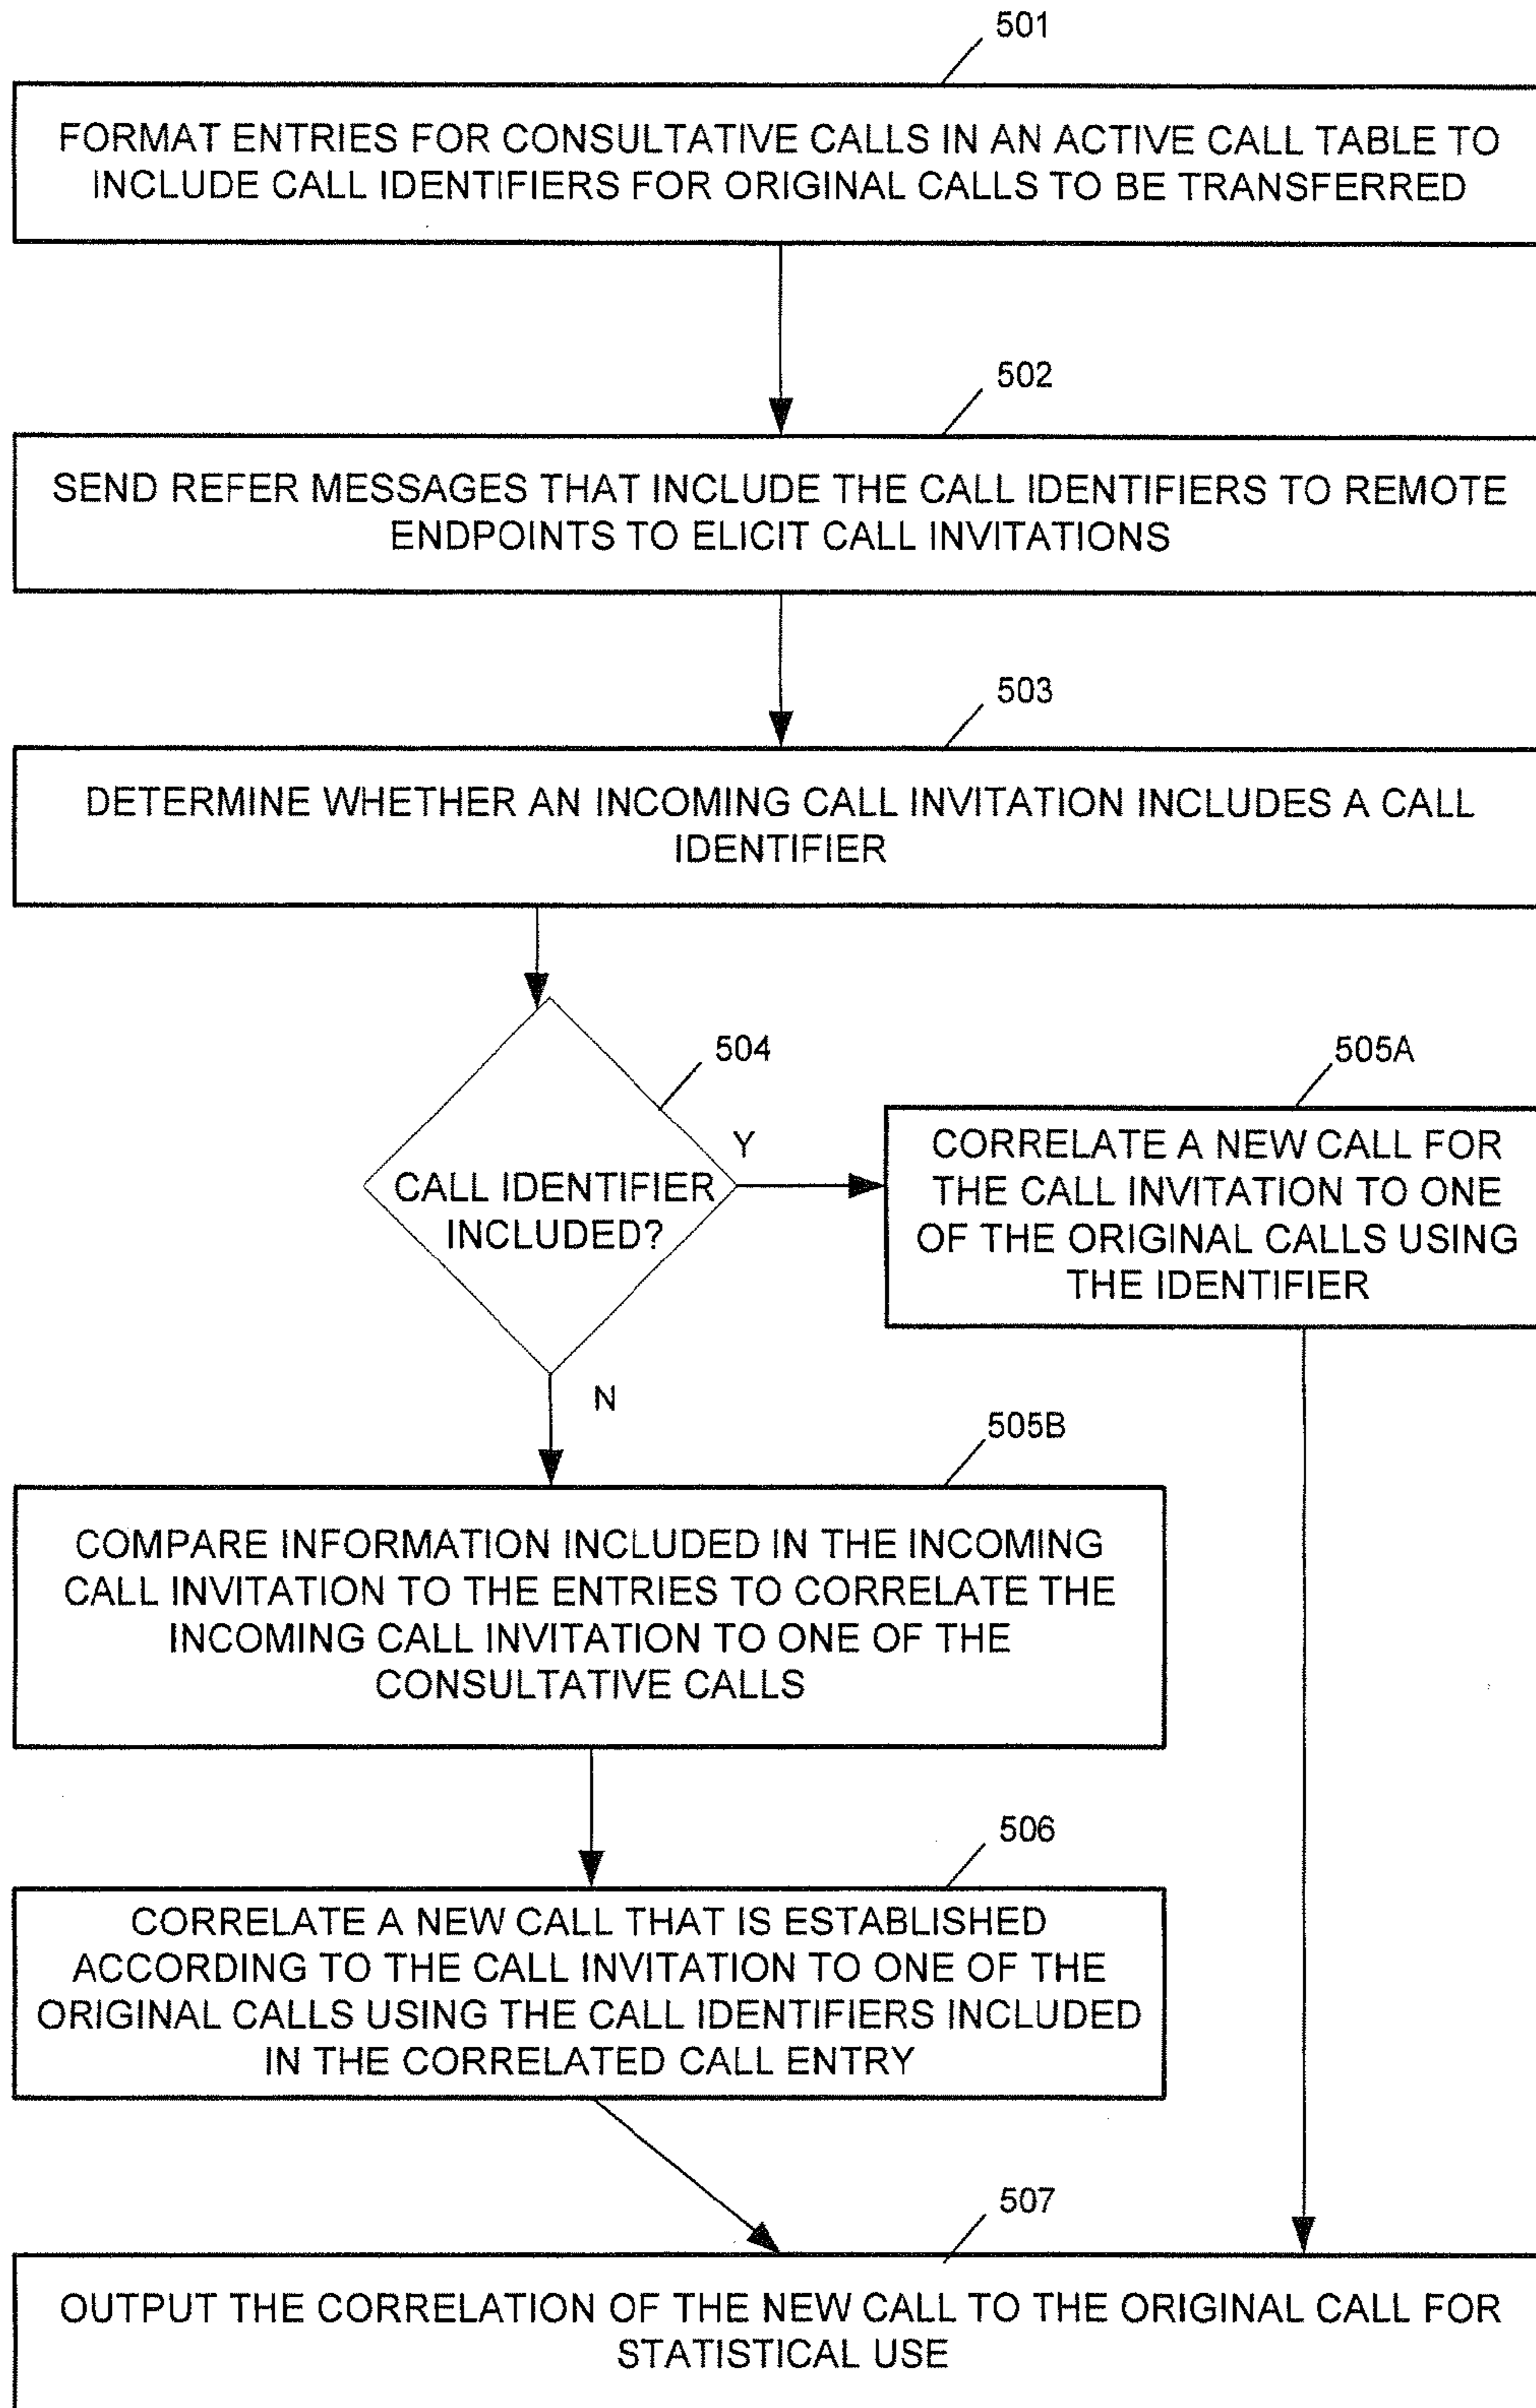 501
FORMAT ENTRIES FOR CONSULTATIVE CALLS IN AN ACTIVE CALL TABLE TO
INCLUDE CALL IDENTIFIERS FOR ORIGINAL CALLS TO BE TRANSFERRED
502
SEND REFER MESSAGES THAT INCLUDE THE CALL IDENTIFIERS TO REMOTE
ENDPOINTS TO ELICIT CALL INVITATIONS
503
DETERMINE WHETHER AN INCOMING CALL INVITATION INCLUDES A CALL
IDENTIFIER
504
CALL IDENTIFIER
INCLUDED?
Y
505A
CORRELATE A NEW CALL FOR
THE CALL INVITATION TO ONE
OF THE ORIGINAL CALLS USING
THE IDENTIFIER
N
505B
COMPARE INFORMATION INCLUDED IN THE INCOMING
CALL INVITATION TO THE ENTRIES TO CORRELATE THE
INCOMING CALL INVITATION TO ONE OF THE
CONSULTATIVE CALLS
506
CORRELATE A NEW CALL THAT IS ESTABLISHED
ACCORDING TO THE CALL INVITATION TO ONE OF THE
ORIGINAL CALLS USING THE CALL IDENTIFIERS INCLUDED
IN THE CORRELATED CALL ENTRY
507
OUTPUT THE CORRELATION OF THE NEW CALL TO THE ORIGINAL CALL FOR
STATISTICAL USE